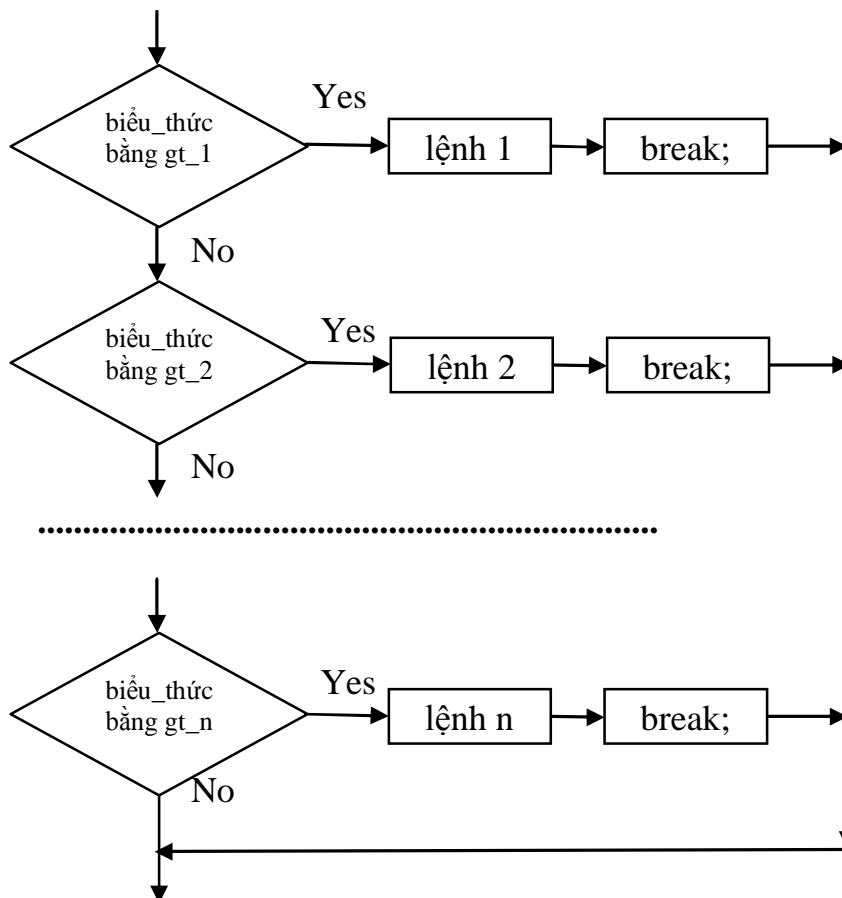 Yes
biểu_thức
bằng gt_1
lệnh 1
break;
No
Yes
biểu_thức
bằng gt_2
lệnh 2
break;
No
Yes
biểu_thức
bằng gt_n
lệnh n
break;
No